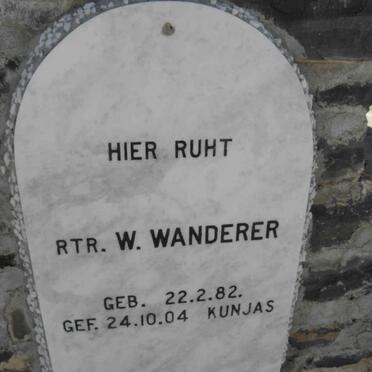 HIER RUHT
RTR. W. WANDERER
GEB. 22.2.82.
GEF. 24.10.04 KUNJAS